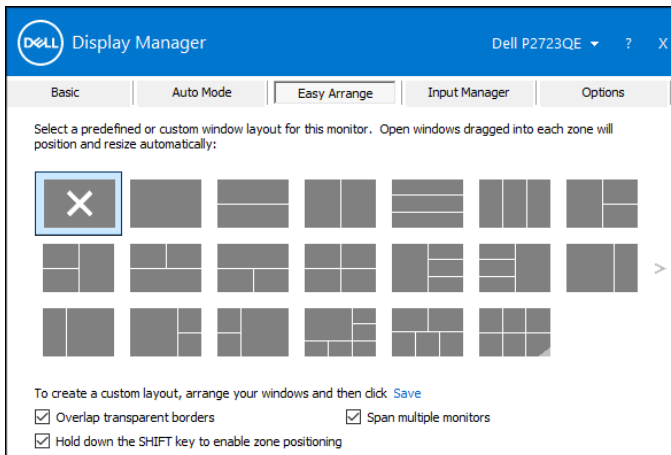 DELL Display Manager Dell P2723QE ? X
Basic Auto Mode Easy Arrange Input Manager Options
Select a predefined or custom window layout for this monitor. Open windows dragged into each zone will
position and resize automatically:
>
To create a custom layout, arrange your windows and then click Save
Overlap transparent borders Span multiple monitors
Hold down the SHIFT key to enable zone positioning